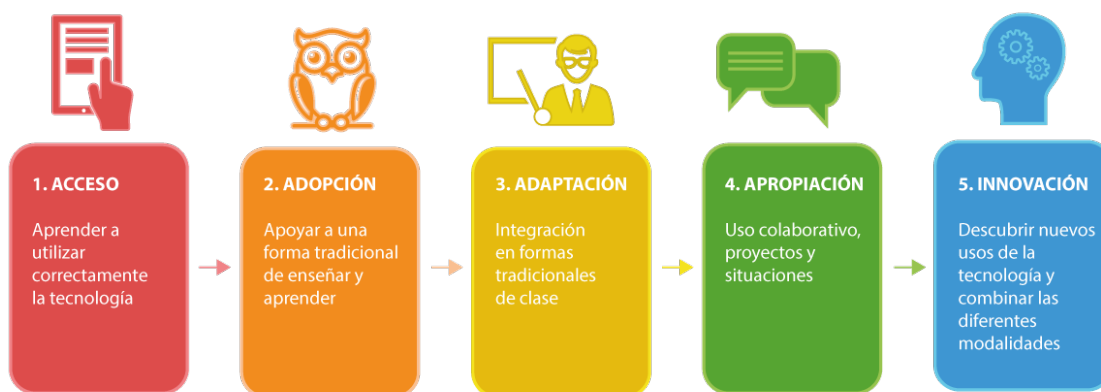 1. ACCESO
Aprender a
utilizar
correctamente
la tecnología
2. ADOPCIÓN
Apoyar a una
forma tradicional
de enseñar y
aprender
3. ADAPTACIÓN
Integración
en formas
tradicionales
de clase
4. APROPIACIÓN
Uso colaborativo,
proyectos y
situaciones
5. INNOVACIÓN
Descubrir nuevos
usos de la
tecnología y
combinar las
diferentes
modalidades